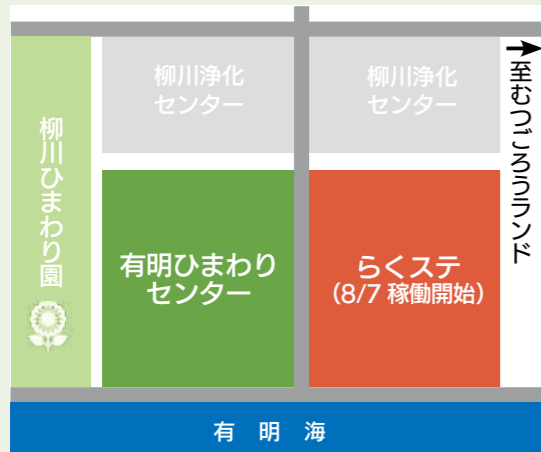 柳川浄化
センター
柳川浄化
センター
至むつごろうランド
柳川ひまわり園
有明ひまわり
センター
らくステ
(8/7 稼働開始)
有明海